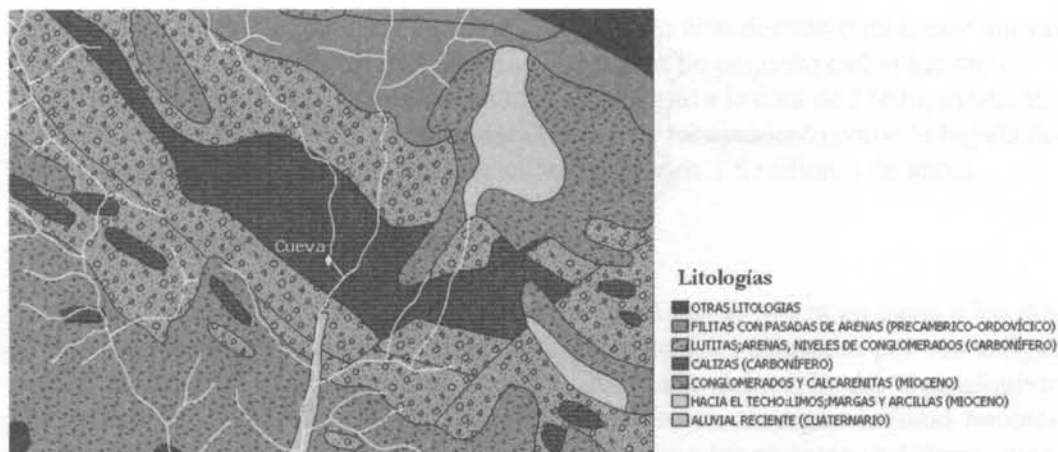 Cueva
Litologías
OTRAS LITOLOGIAS
FILITAS CON PASADAS DE ARENAS (PRECAMBRICO-ORDOVÍCICO)
LUTITAS;ARENAS, NIVELES DE CONGLOMERADOS (CARBONÍFERO)
CALIZAS (CARBONÍFERO)
CONGLOMERADOS Y CALCARENITAS (MIOCENO)
HACIA EL TECHO:LIMOS;MARGAS Y ARCILLAS (MIOCENO)
ALUVIAL RECIENTE (CUATERNARIO)